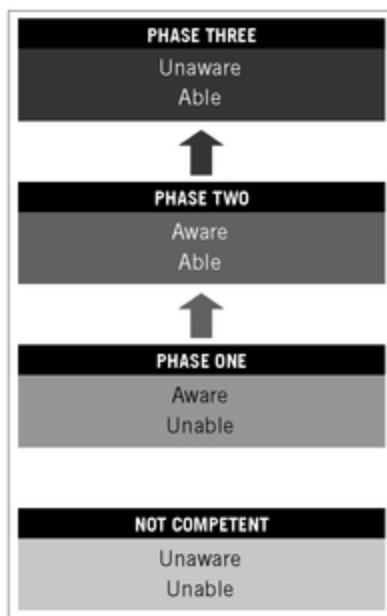 PHASE THREE
Unaware
Able
PHASE TWO
Aware
Able
PHASE ONE
Aware
Unable
NOT COMPETENT
Unaware
Unable